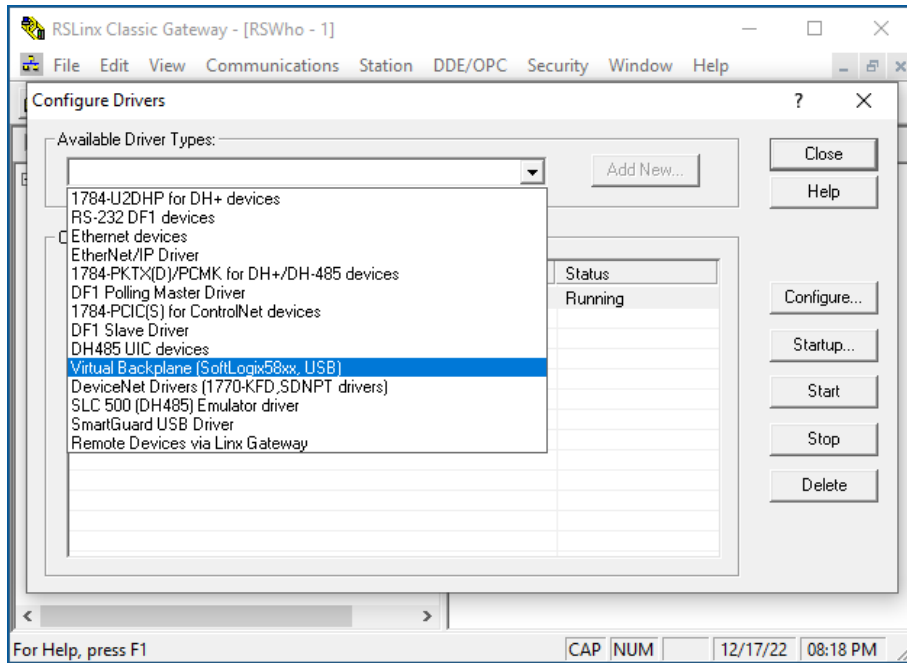 RSLinx Classic Gateway - [RSWho - 1]
File Edit View Communications Station DDE/OPC Security Window Help
Configure Drivers
Available Driver Types:
Add New...
Close
Help
1784-U2DHP for DH+ devices
RS-232 DF1 devices
Ethernet devices
EtherNet/IP Driver
1784-PKTX(D)/PCMK for DH+/DH-485 devices
DF1 Polling Master Driver
1784-PCIC(S) for ControlNet devices
DF1 Slave Driver
DH485 UIC devices
Virtual Backplane (SoftLogix58xx, USB)
DeviceNet Drivers (1770-KFD,SDNPT drivers)
SLC 500 (DH485) Emulator driver
SmartGuard USB Driver
Remote Devices via Linx Gateway
Status
Running
Configure...
Startup...
Start
Stop
Delete
For Help, press F1
CAP NUM 12/17/22 08:18 PM